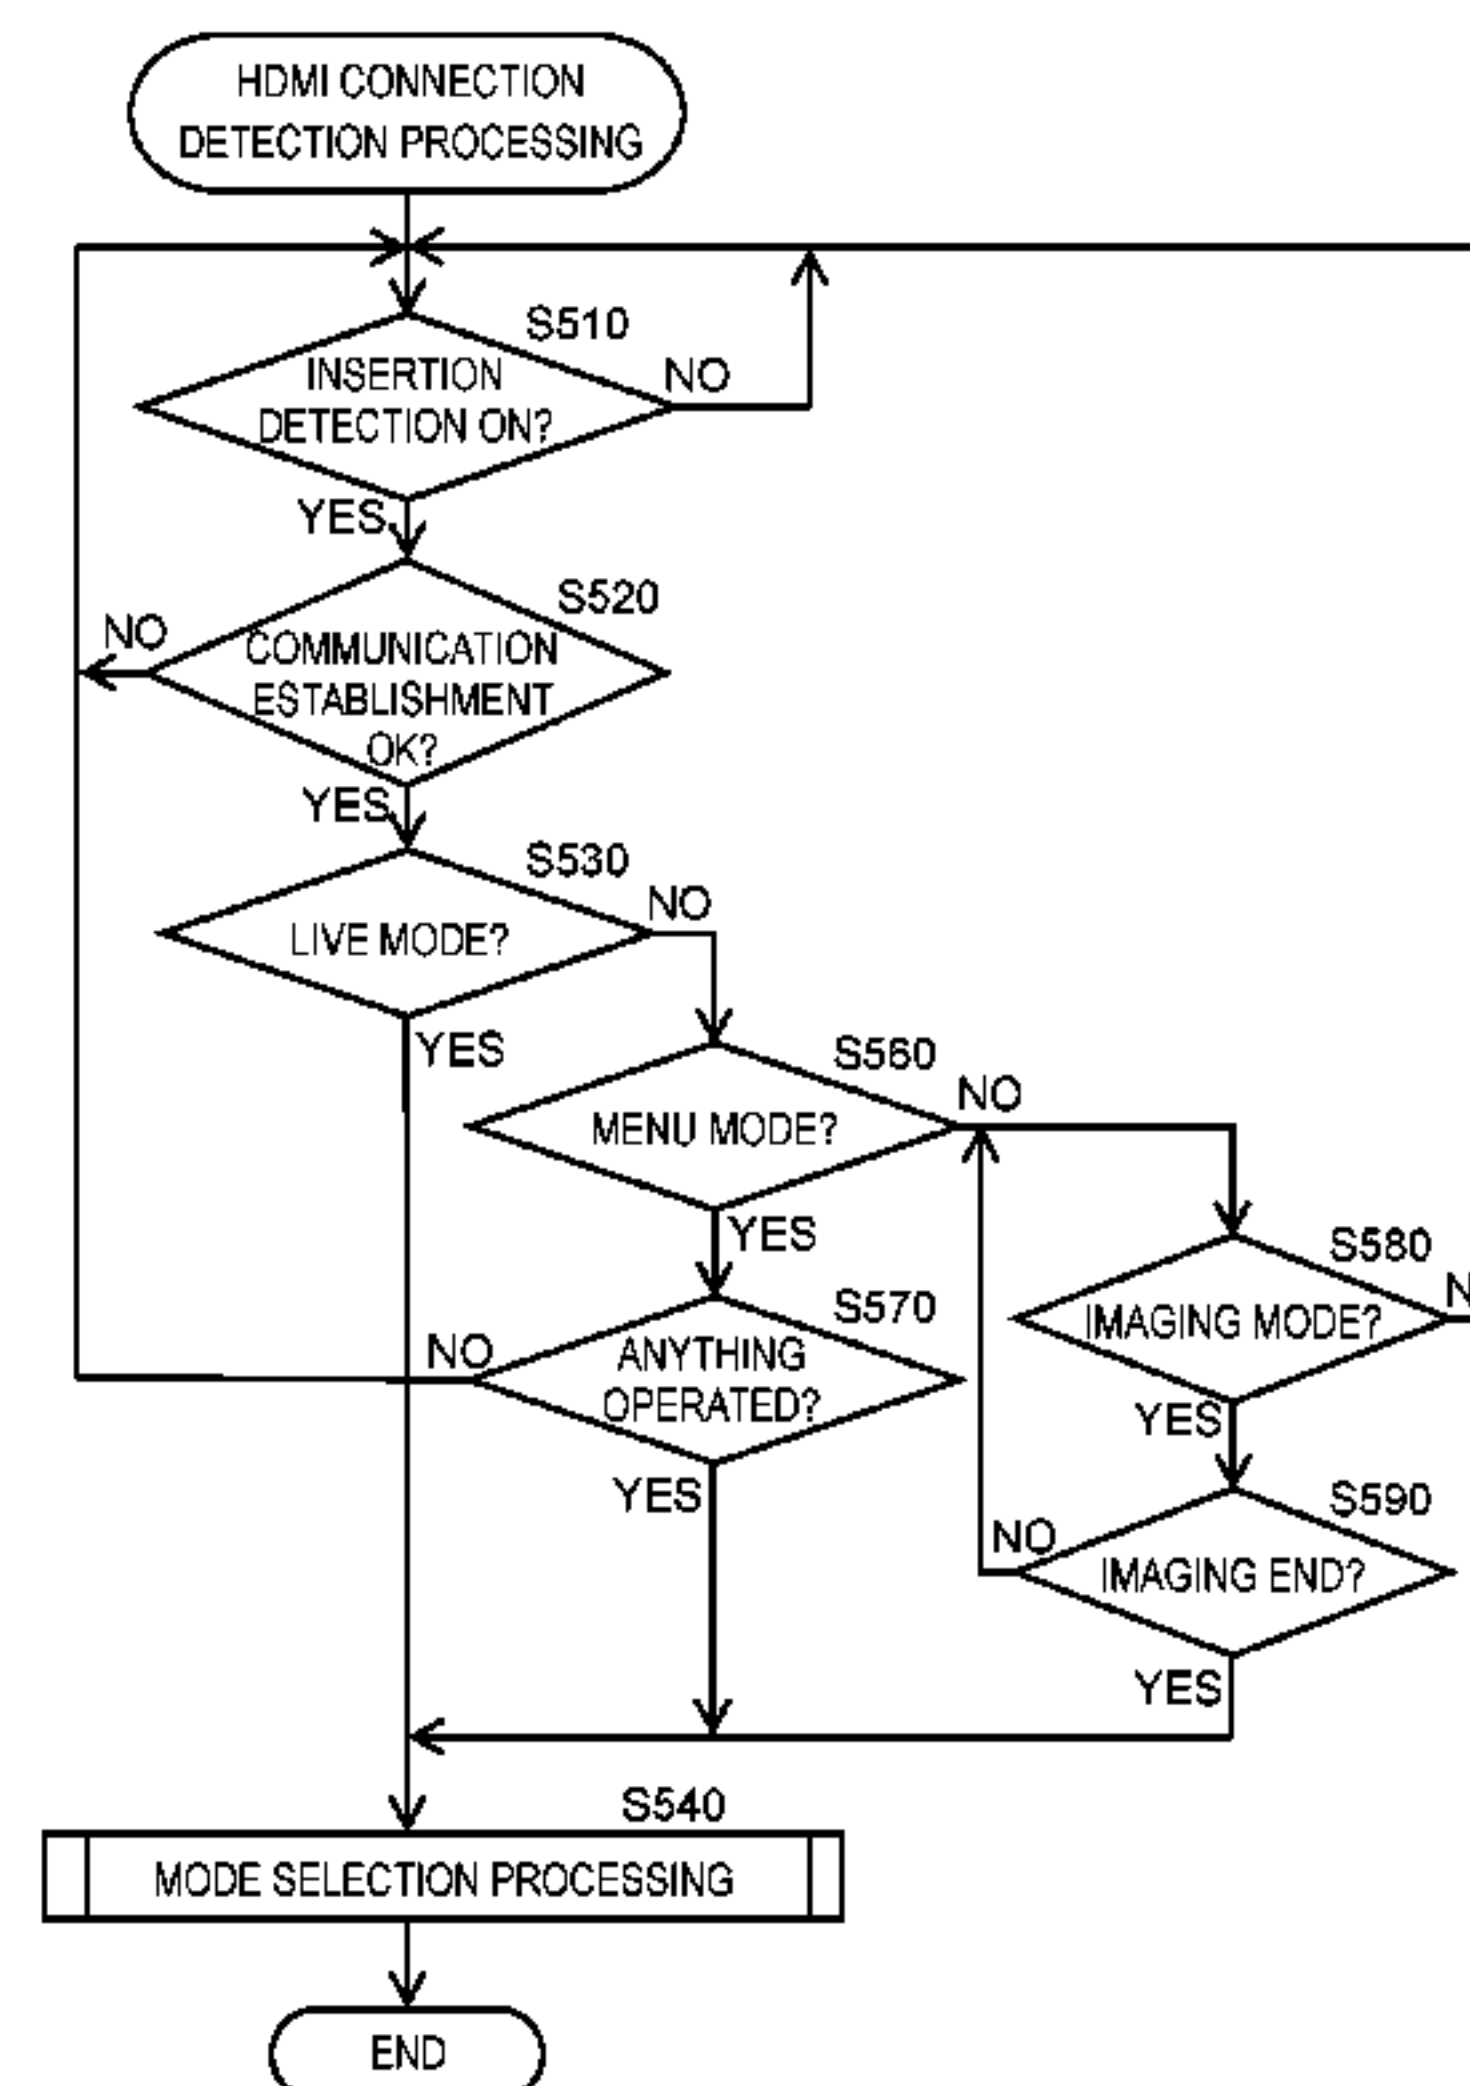 HDMI CONNECTION
DETECTION PROCESSING
S510
INSERTION
DETECTION ON?
NO
YES
S520
NO
COMMUNICATION
ESTABLISHMENT
OK?
YES
S530
NO
LIVE MODE?
YES
S560
NO
MENU MODE?
YES
S580
N
IMAGING MODE?
S570
NO
ANYTHING
OPERATED?
YES
YES
S590
NO
IMAGING END?
YES
S540
MODE SELECTION PROCESSING
END